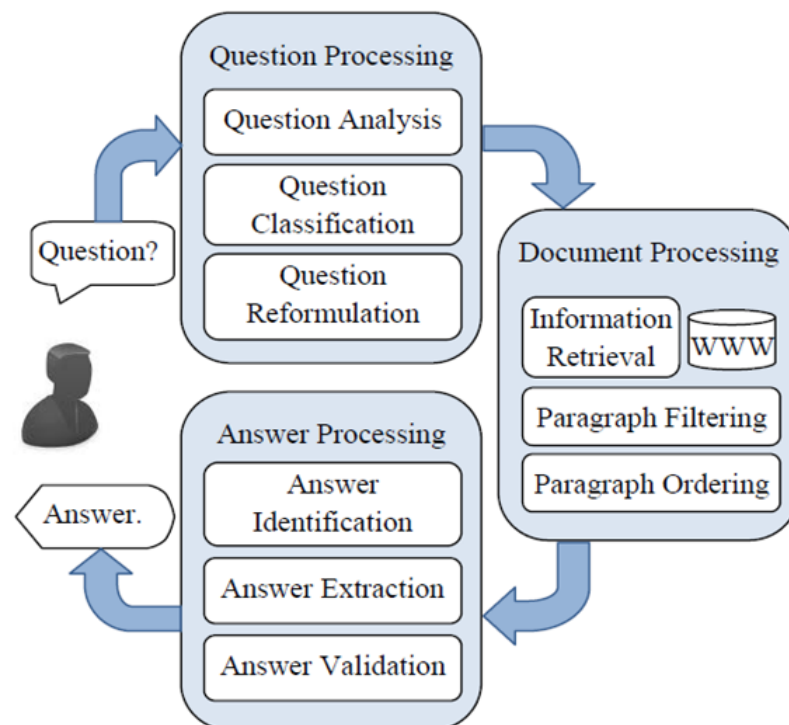 Question Processing
Question Analysis
Question
Classification
Question
Reformulation
Question?
Document Processing
Information
Retrieval
WWW
Paragraph Filtering
Paragraph Ordering
Answer Processing
Answer
Identification
Answer Extraction
Answer Validation
Answer.